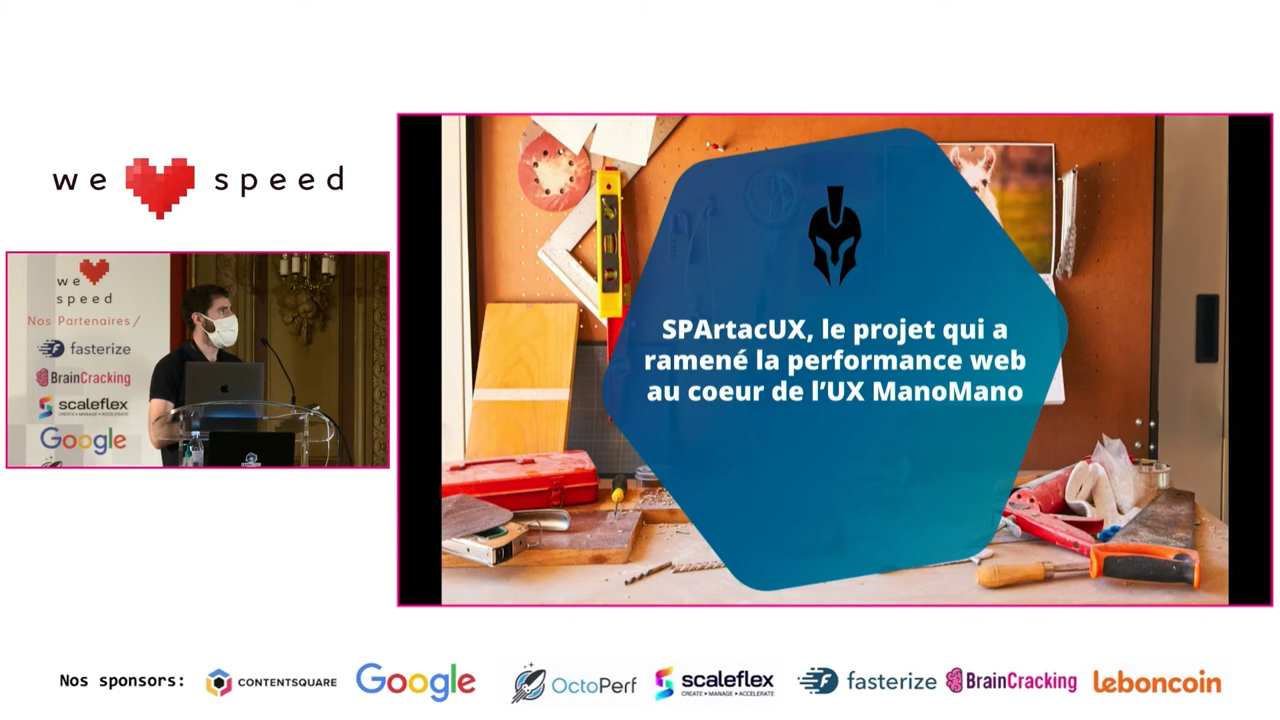 we speed
we
speed
Nos Partenaires/
fasterize
BrainCracking
scaleflex
CREATE • MANAGE • ACCELERATE
Google
SPArtacUX, le projet qui a
ramené la performance web
au coeur de l’UX ManoMano
Nos sponsors:
CONTENTSQUARE
Google
OctoPerf
scaleflex
CREATE • MANAGE • ACCELERATE
fasterize
BrainCracking
leboncoin